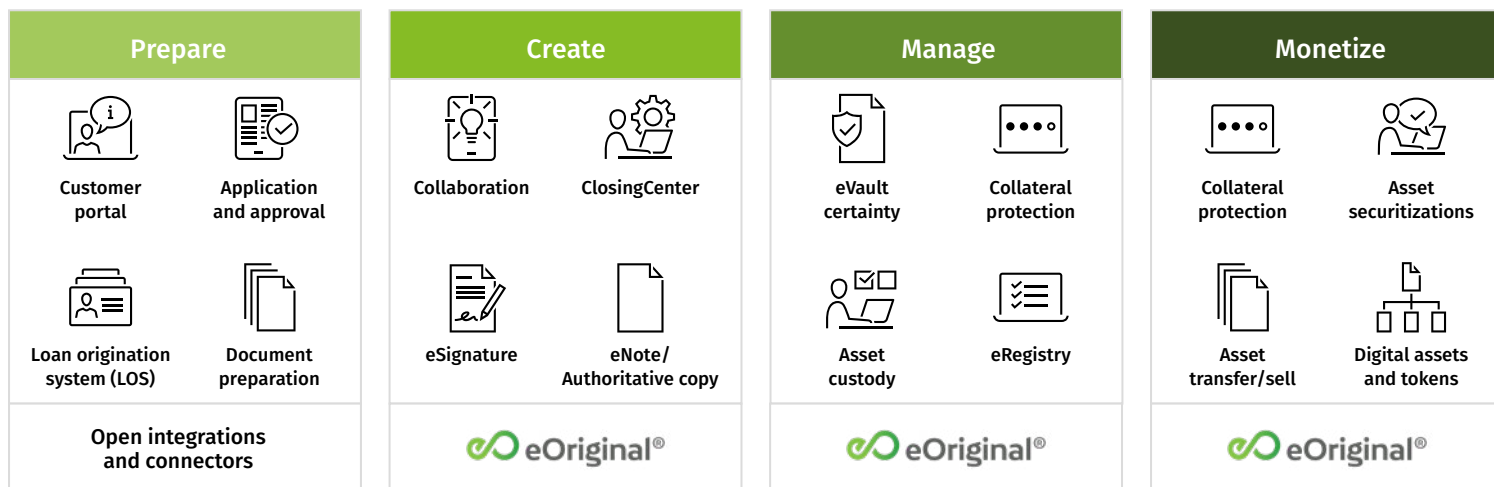 Prepare
Customer
portal
Application
and approval
Loan origination
system (LOS)
Document
preparation
Open integrations
and connectors
Create
Collaboration
ClosingCenter
eSignature
eNote/
Authoritative copy
eOriginal®
Manage
eVault
certainty
Collateral
protection
Asset
custody
eRegistry
eOriginal®
Monetize
Collateral
protection
Asset
securitizations
Asset
transfer/sell
Digital assets
and tokens
eOriginal®